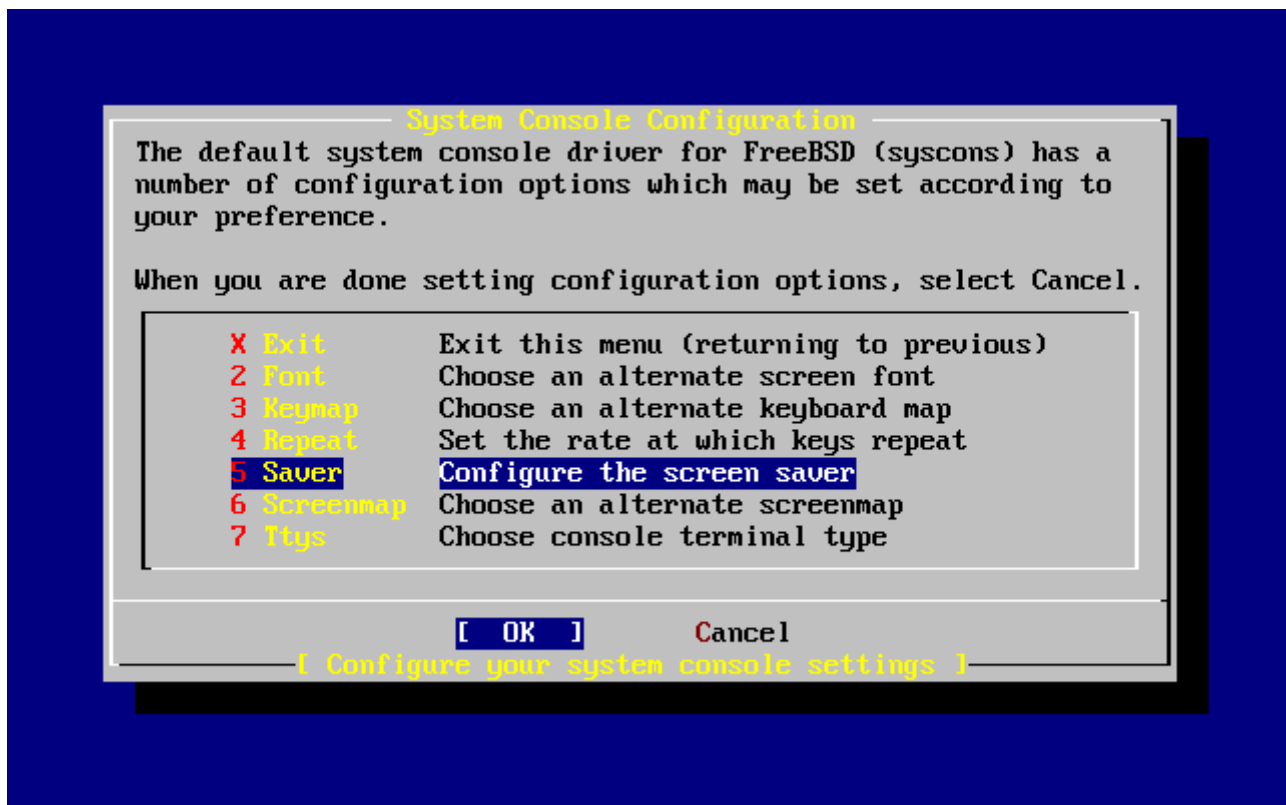 System Console Configuration
The default system console driver for FreeBSD (syscons) has a
number of configuration options which may be set according to
your preference.
When you are done setting configuration options, select Cancel.
X Exit Exit this menu (returning to previous)
2 Font Choose an alternate screen font
3 Keymap Choose an alternate keyboard map
4 Repeat Set the rate at which keys repeat
5 Saver Configure the screen saver
6 Screenmap Choose an alternate screenmap
7 Ttys Choose console terminal type
[ OK ] Cancel
[ Configure your system console settings ]